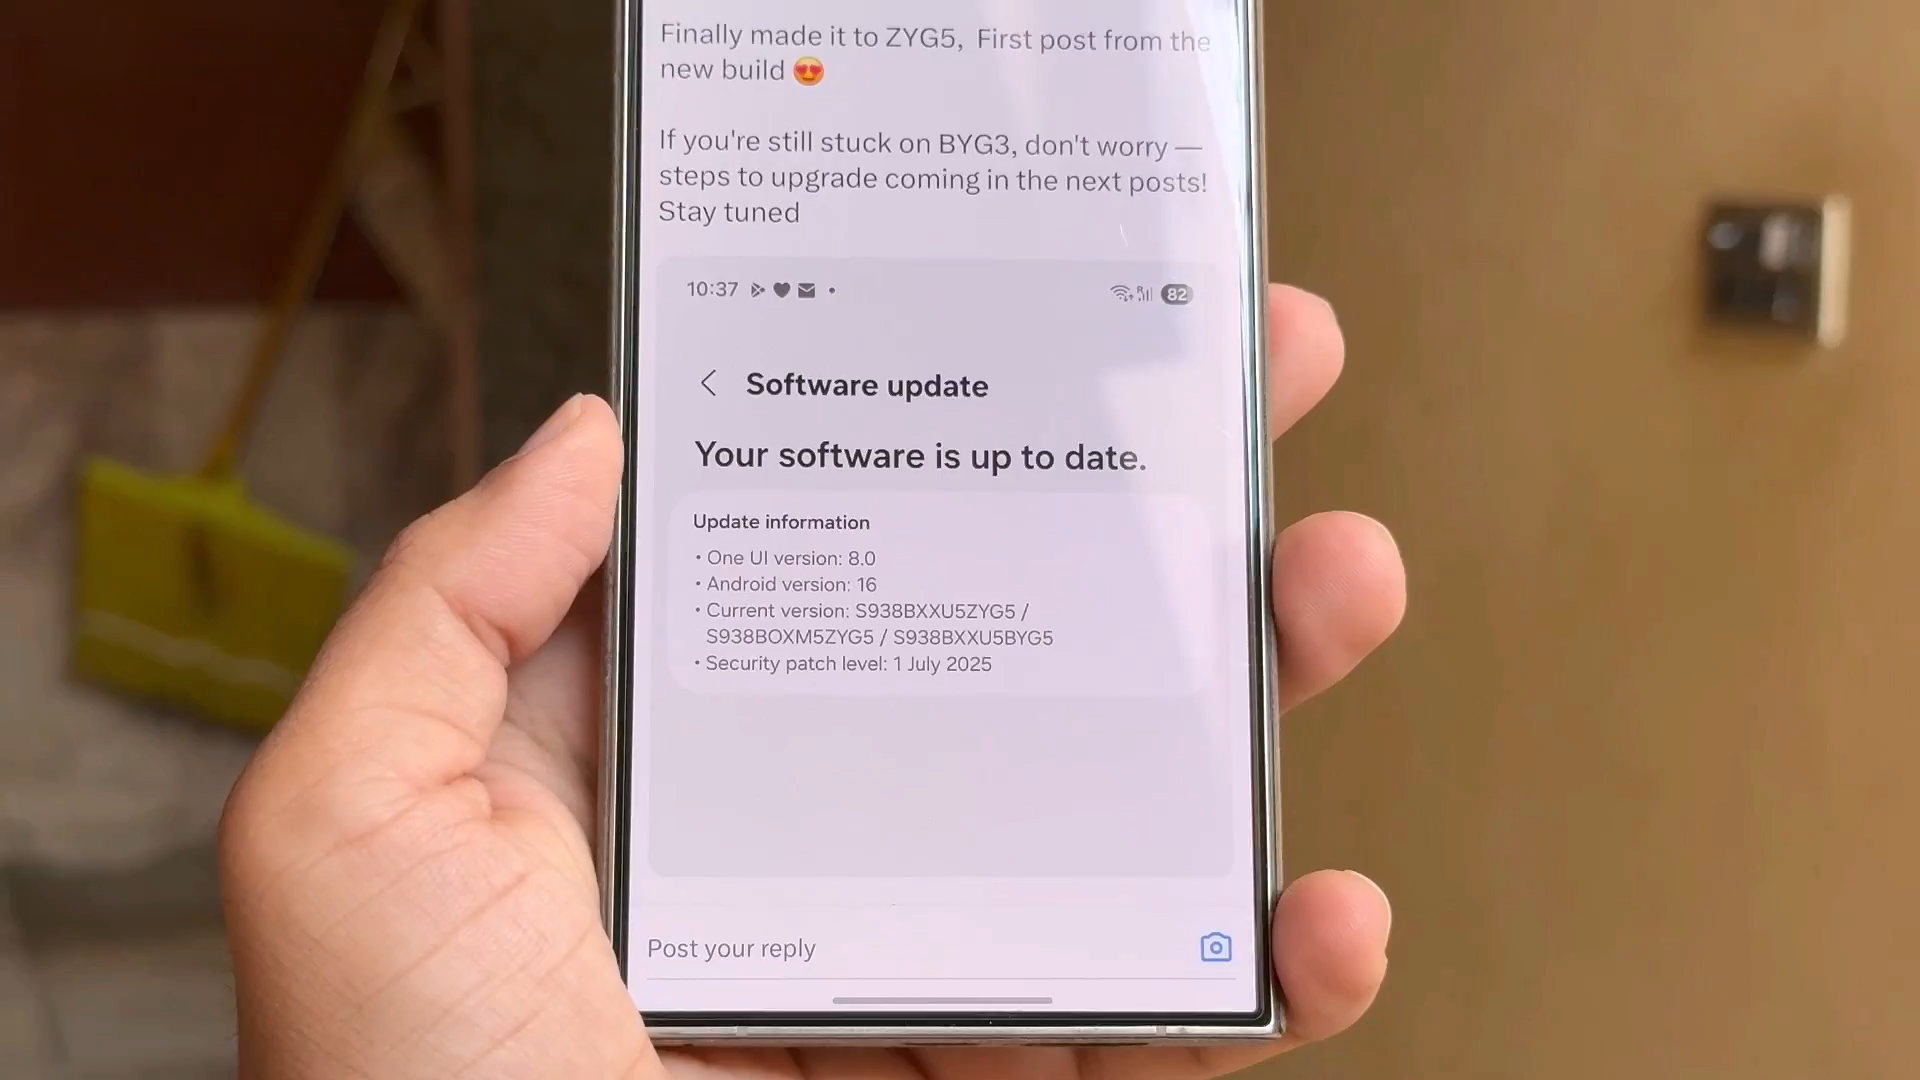 Finally made it to ZYG5, First post from the
new build 😍
If you're still stuck on BYG3, don't worry —
steps to upgrade coming in the next posts!
Stay tuned
10:37
82
Software update
Your software is up to date.
Update information
• One UI version: 8.0
• Android version: 16
• Current version: S938BXXU5ZYG5 /
S938BOXM5ZYG5 / S938BXXU5BYG5
• Security patch level: 1 July 2025
Post your reply